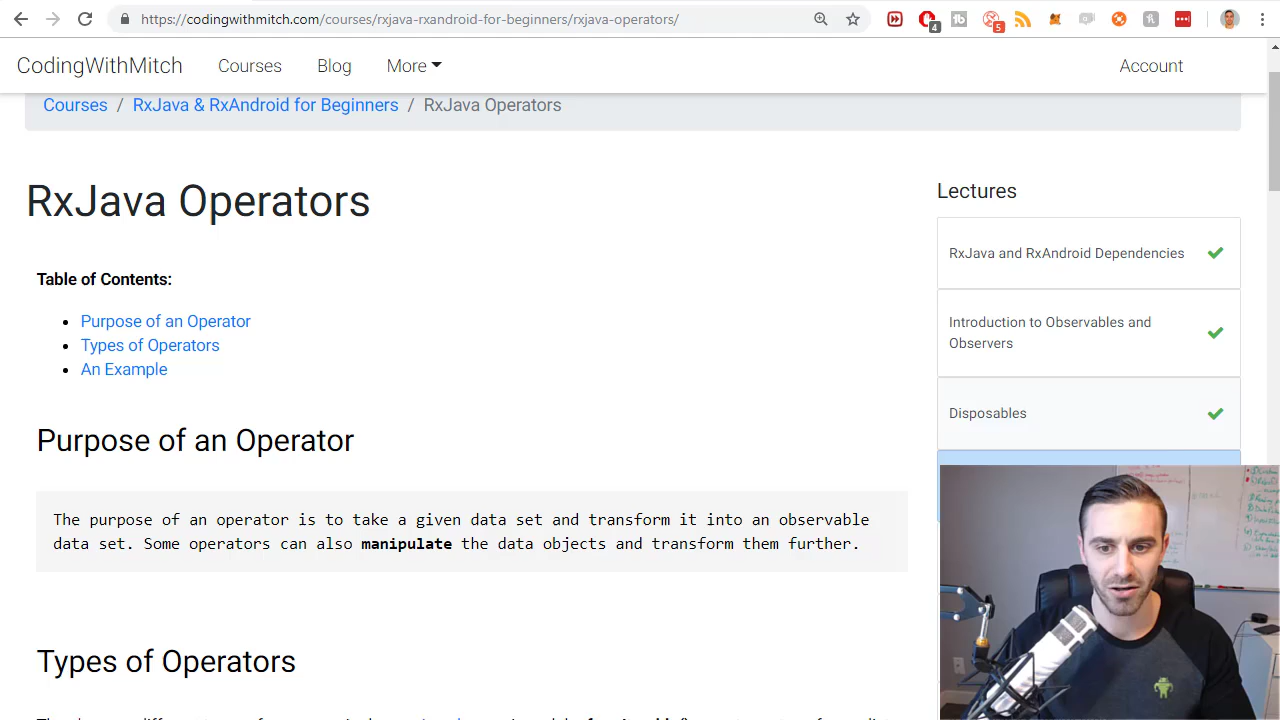 https://codingwithmitch.com/courses/rxjava-rxandroid-for-beginners/rxjava-operators/
4
5
CodingWithMitch
Courses
Blog
More
Account
Courses / RxJava & RxAndroid for Beginners / RxJava Operators
RxJava Operators
Table of Contents:
Purpose of an Operator
Types of Operators
An Example
Purpose of an Operator
The purpose of an operator is to take a given data set and transform it into an observable
data set. Some operators can also manipulate the data objects and transform them further.
Types of Operators
Lectures
RxJava and RxAndroid Dependencies
Introduction to Observables and
Observers
Disposables